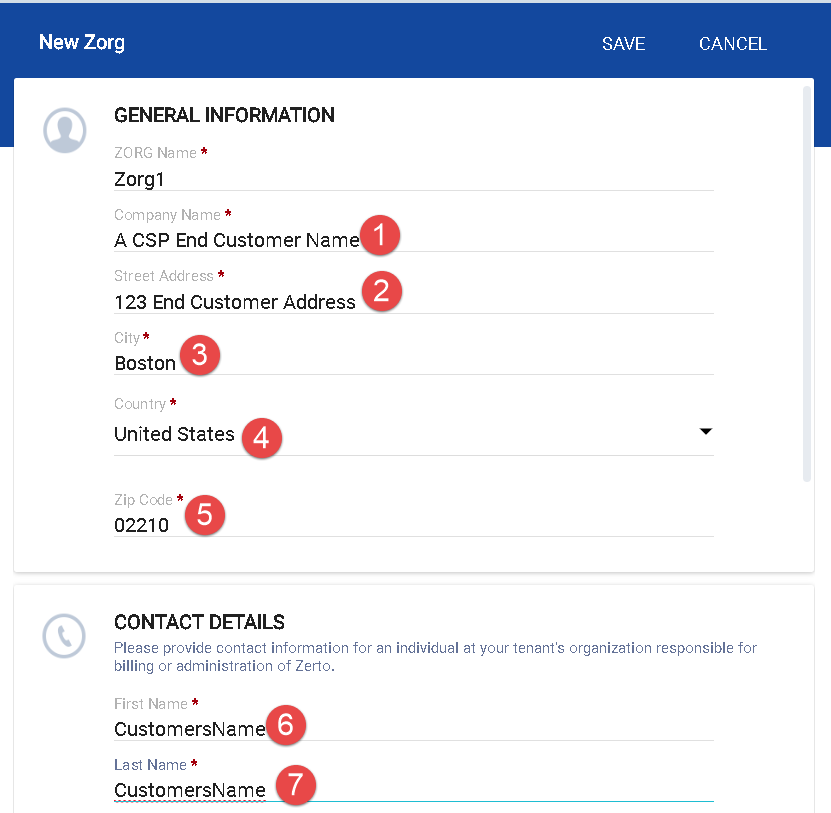 New Zorg
SAVE
CANCEL
GENERAL INFORMATION
ZORG Name *
Zorg1
Company Name *
A CSP End Customer Name
1
Street Address *
123 End Customer Address
2
City *
Boston
3
Country *
United States
4
Zip Code *
02210
5
CONTACT DETAILS
Please provide contact information for an individual at your tenant's organization responsible for
billing or administration of Zerto.
First Name *
CustomersName
6
Last Name *
CustomersName
7